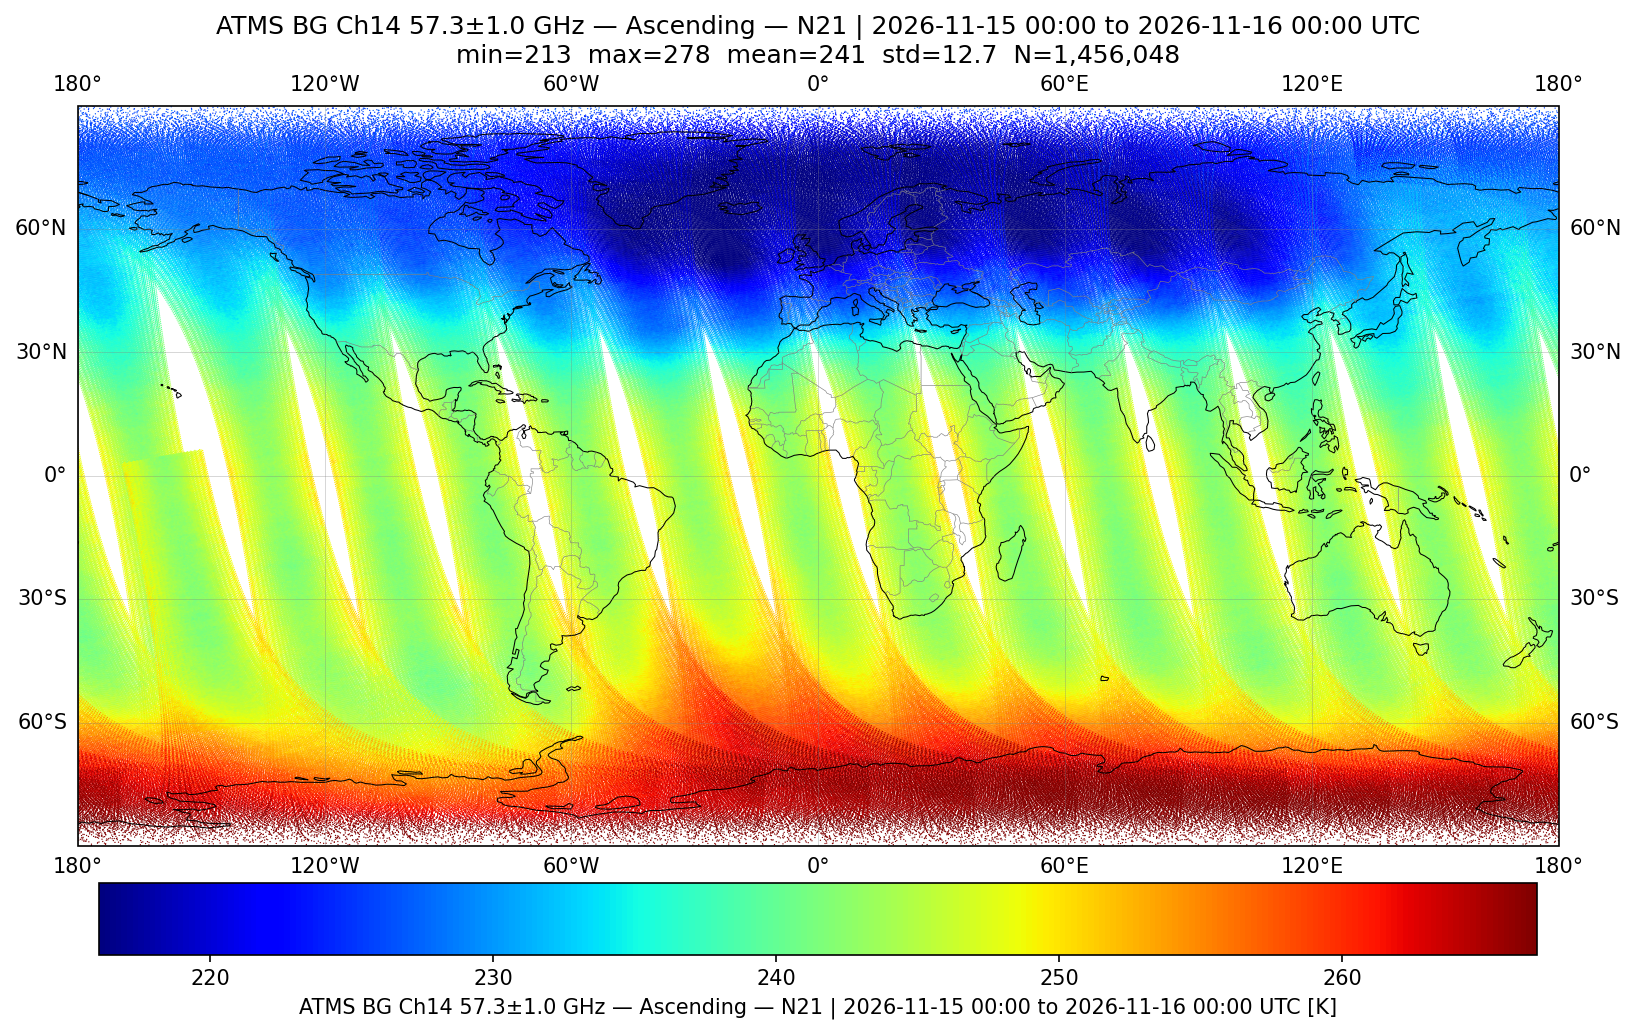 ATMS BG Ch14 57.3±1.0 GHz — Ascending — N21 | 2026-11-15 00:00 to 2026-11-16 00:00 UTC
min=213  max=278  mean=241  std=12.7  N=1,456,048
180° 120°W 60°W 0° 60°E 120°E 180°
60°N 60°N
30°N 30°N
0° 0°
30°S 30°S
60°S 60°S
180° 120°W 60°W 0° 60°E 120°E 180°
220 230 240 250 260
ATMS BG Ch14 57.3±1.0 GHz — Ascending — N21 | 2026-11-15 00:00 to 2026-11-16 00:00 UTC [K]